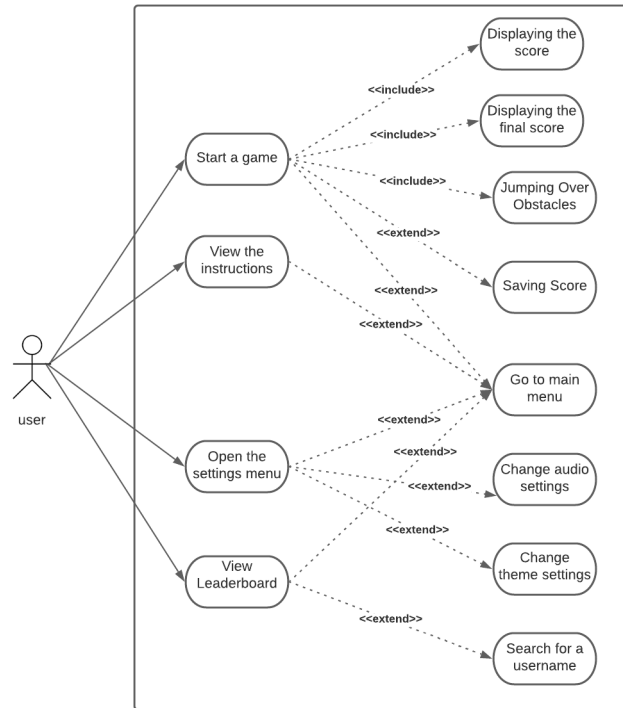 Displaying the
score
<<include>>
Displaying the
final score
<<include>>
Start a game
<<include>>
Jumping Over
Obstacles
<<extend>>
View the
instructions
Saving Score
<<extend>>
<<extend>>
user
Go to main
menu
<<extend>>
<<extend>>
Open the
settings menu
Change audio
settings
<<extend>>
<<extend>>
View
Leaderboard
Change
theme settings
<<extend>>
Search for a
username